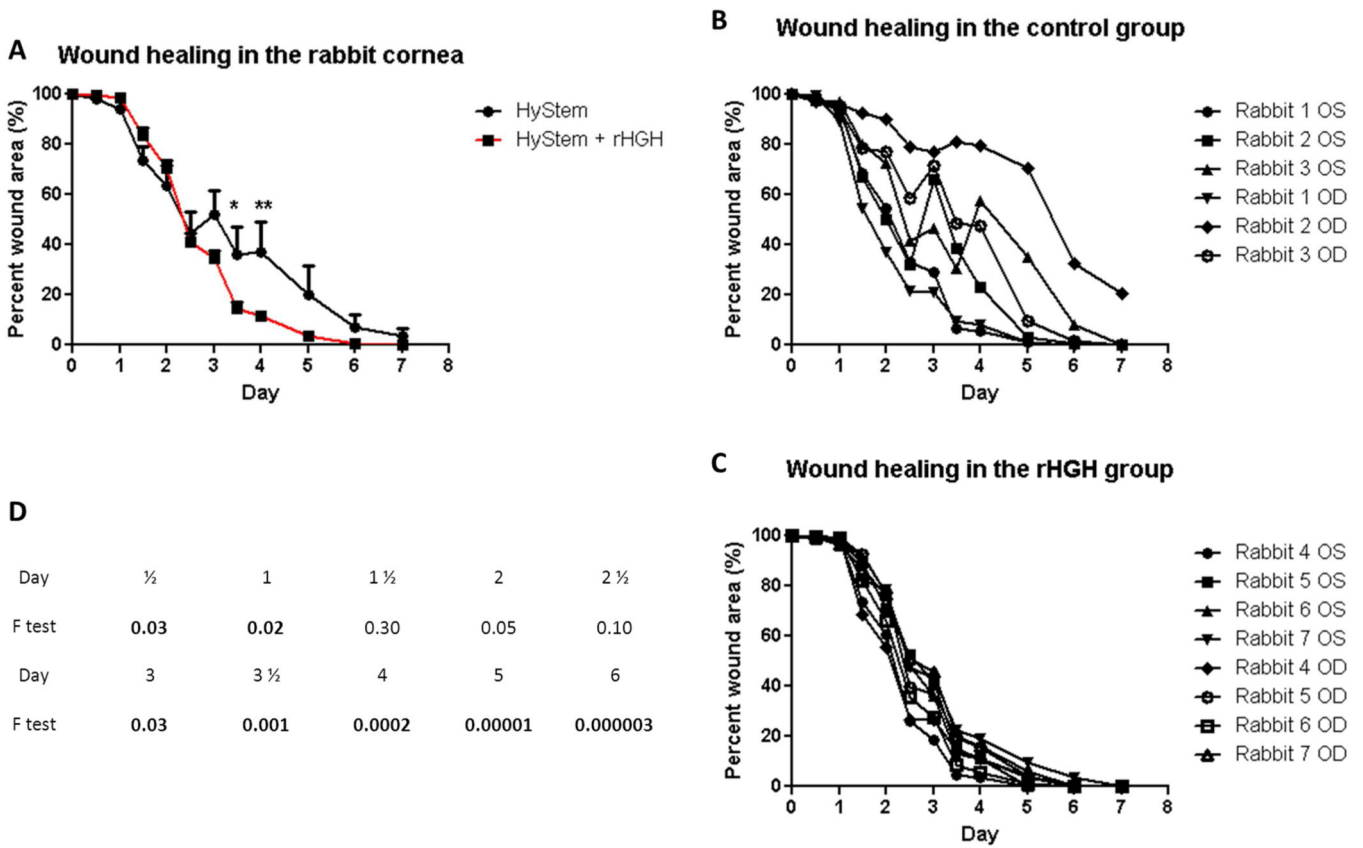 A
Wound healing in the rabbit cornea
Percent wound area (%)
100
80
60
40
20
0
* **
0 1 2 3 4 5 6 7 8
Day
HyStem
HyStem + rHGH
B
Wound healing in the control group
Percent wound area (%)
100
80
60
40
20
0
0 1 2 3 4 5 6 7 8
Day
Rabbit 1 OS
Rabbit 2 OS
Rabbit 3 OS
Rabbit 1 OD
Rabbit 2 OD
Rabbit 3 OD
C
Wound healing in the rHGH group
Percent wound area (%)
100
80
60
40
20
0
0 1 2 3 4 5 6 7 8
Day
Rabbit 4 OS
Rabbit 5 OS
Rabbit 6 OS
Rabbit 7 OS
Rabbit 4 OD
Rabbit 5 OD
Rabbit 6 OD
Rabbit 7 OD
D
Day ½ 1 1 ½ 2 2 ½
F test 0.03 0.02 0.30 0.05 0.10
Day 3 3 ½ 4 5 6
F test 0.03 0.001 0.0002 0.00001 0.000003